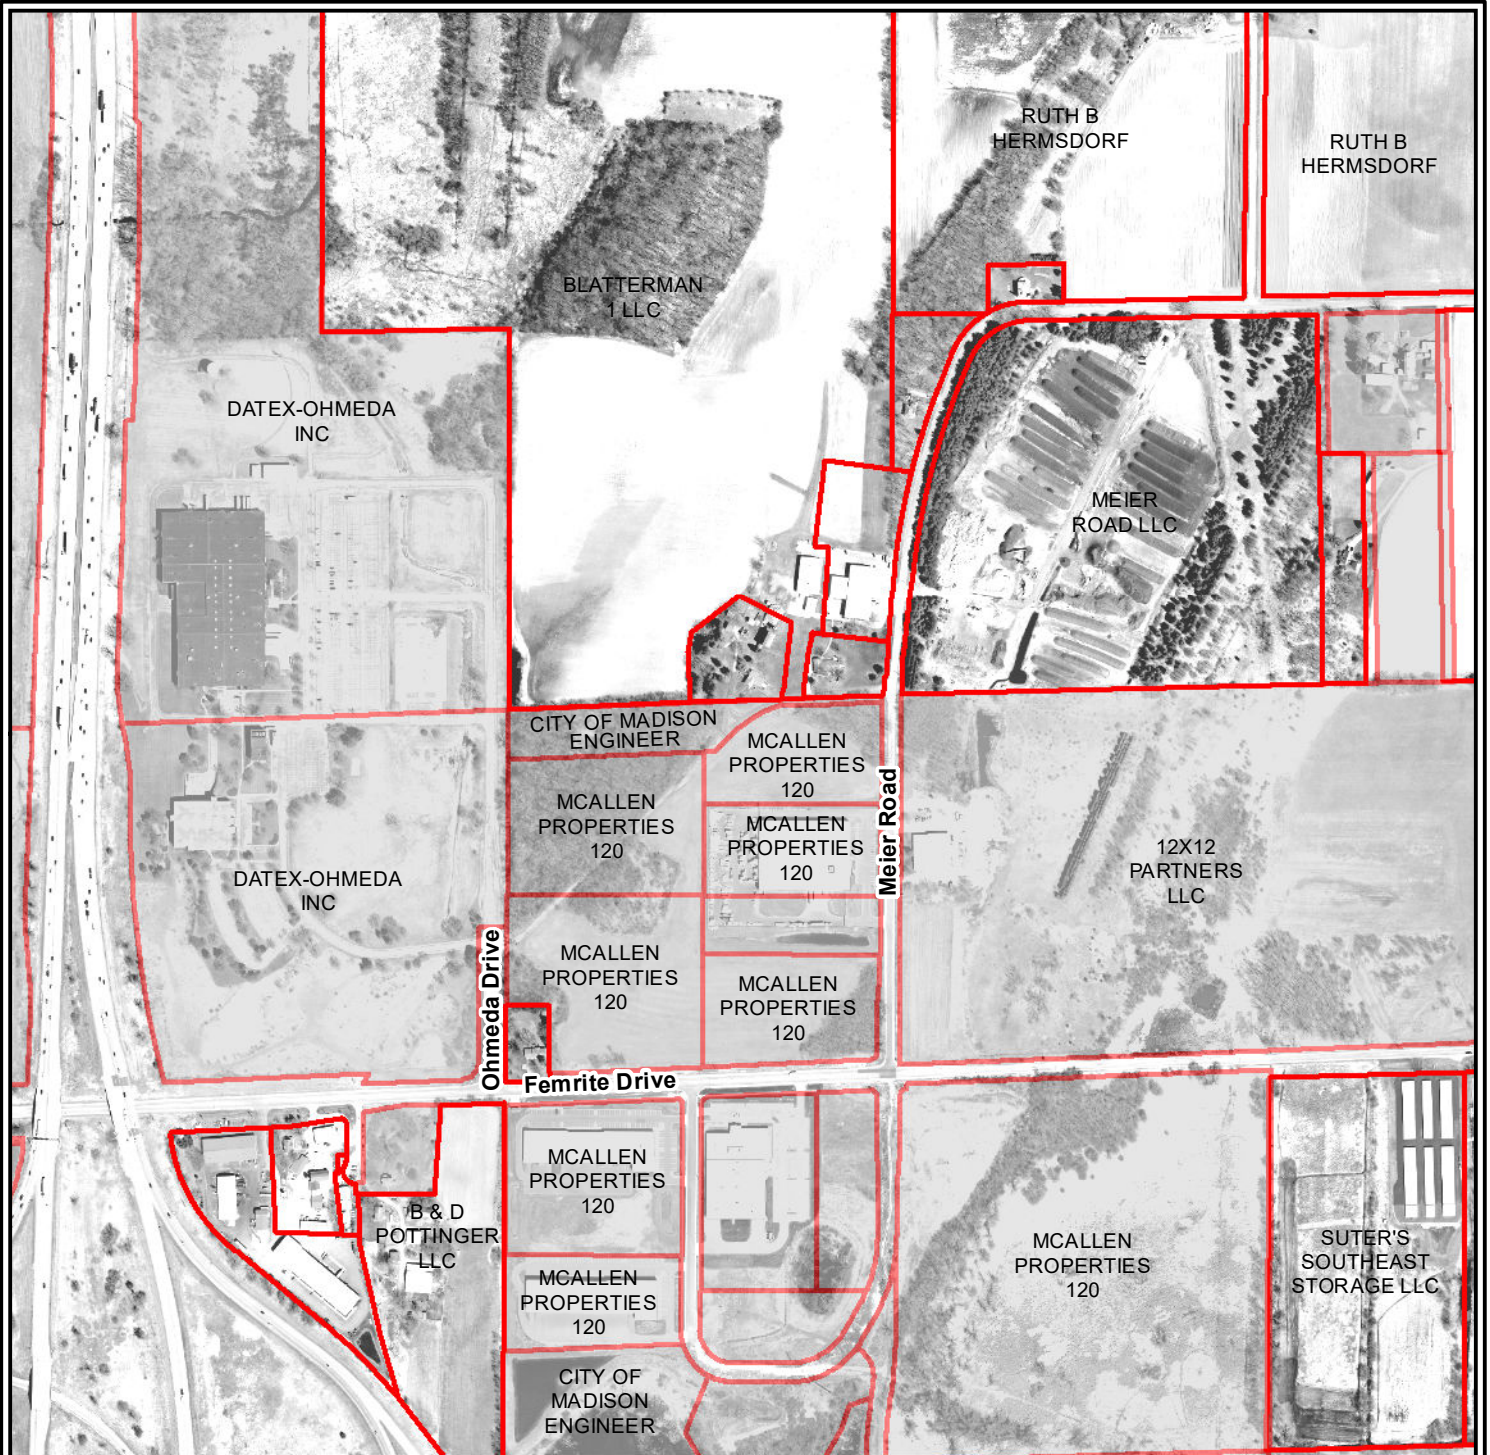 RUTH B
HERMSDORF
RUTH B
HERMSDORF
BLATTERMAN
1 LLC
DATEX-OHMEDA
INC
MEIER
ROAD LLC
CITY OF MADISON
ENGINEER
MCALLEN
PROPERTIES
120
MCALLEN
PROPERTIES
120
MCALLEN
PROPERTIES
120
Meier Road
12X12
PARTNERS
LLC
DATEX-OHMEDA
INC
Ohmeda Drive
MCALLEN
PROPERTIES
120
MCALLEN
PROPERTIES
120
Femrite Drive
MCALLEN
PROPERTIES
120
B & D
POTTINGER
LLC
MCALLEN
PROPERTIES
120
SUTER'S
SOUTHEAST
STORAGE LLC
MCALLEN
PROPERTIES
120
CITY OF
MADISON
ENGINEER